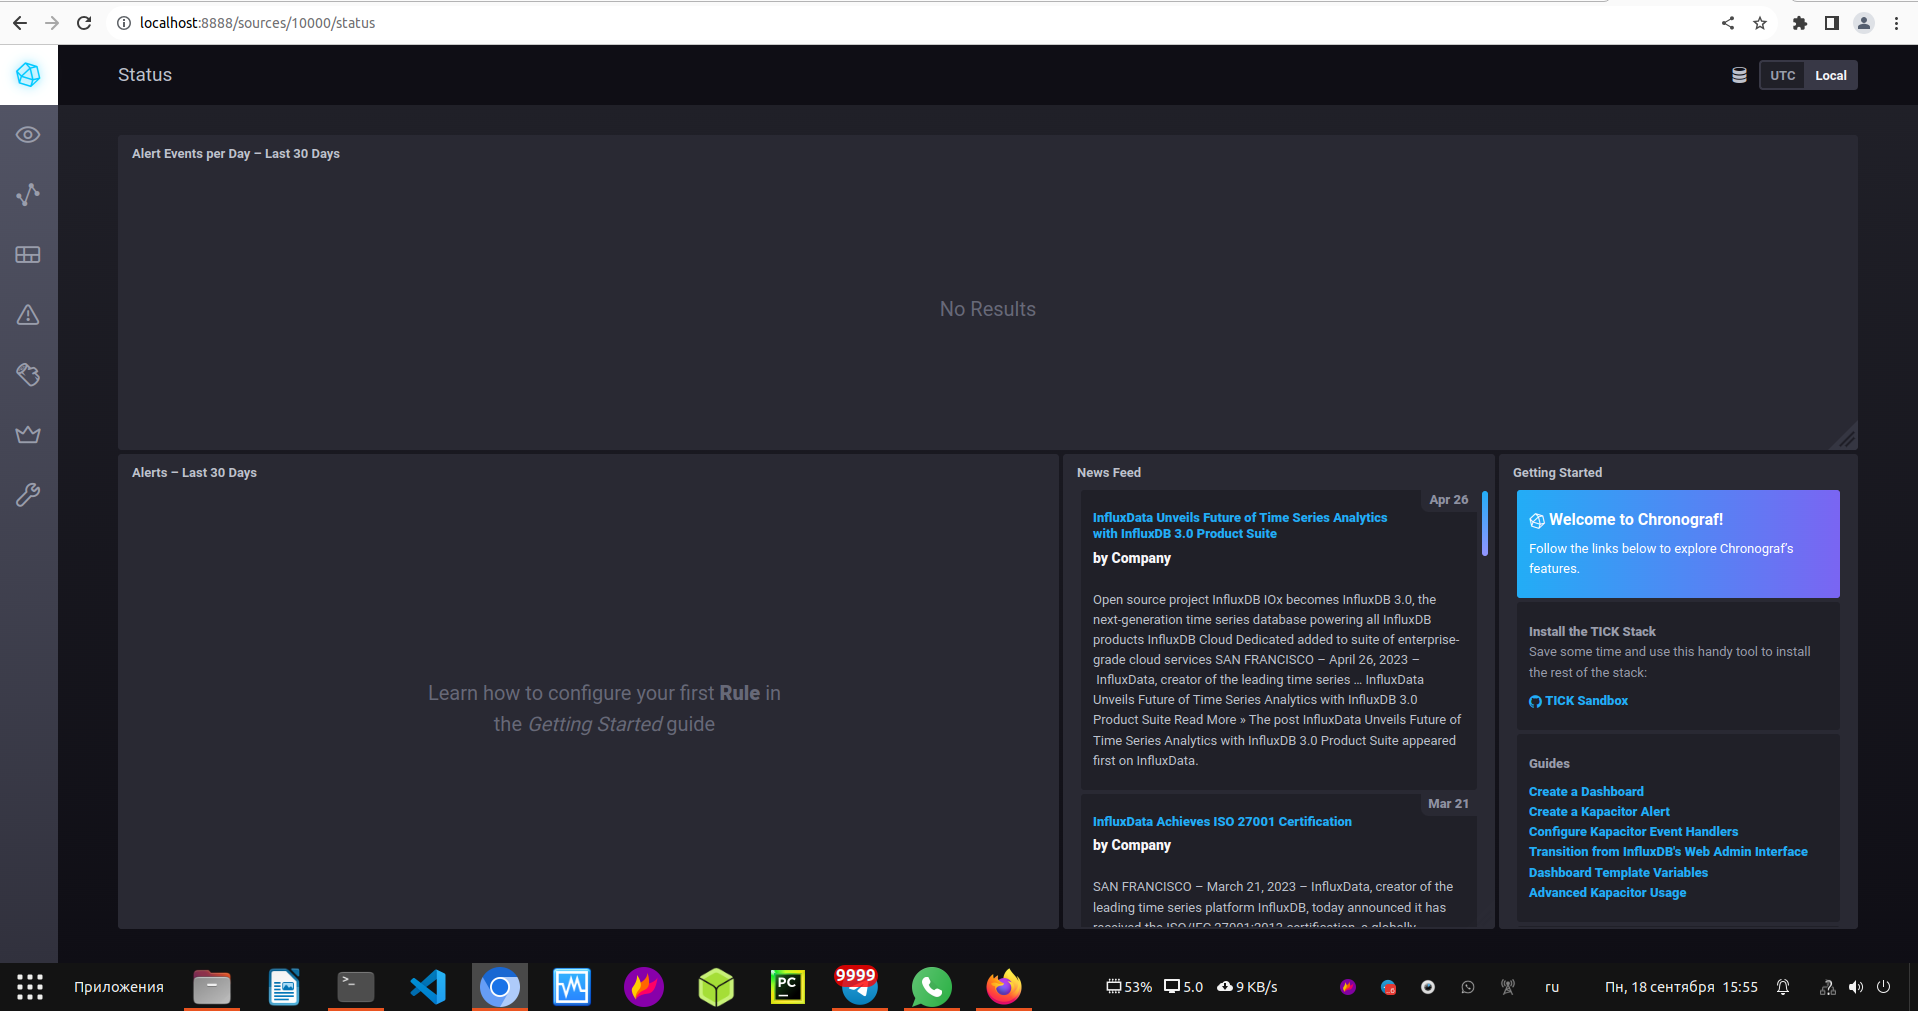 localhost:8888/sources/10000/status
Status
UTC
Local
Alert Events per Day – Last 30 Days
No Results
Alerts – Last 30 Days
Learn how to configure your first Rule in
the Getting Started guide
News Feed
Apr 26
InfluxData Unveils Future of Time Series Analytics
with InfluxDB 3.0 Product Suite
by Company
Open source project InfluxDB IOx becomes InfluxDB 3.0, the
next-generation time series database powering all InfluxDB
products InfluxDB Cloud Dedicated added to suite of enterprise-
grade cloud services SAN FRANCISCO – April 26, 2023 –
InfluxData, creator of the leading time series ... InfluxData
Unveils Future of Time Series Analytics with InfluxDB 3.0
Product Suite Read More » The post InfluxData Unveils Future of
Time Series Analytics with InfluxDB 3.0 Product Suite appeared
first on InfluxData.
Mar 21
InfluxData Achieves ISO 27001 Certification
by Company
SAN FRANCISCO – March 21, 2023 – InfluxData, creator of the
leading time series platform InfluxDB, today announced it has
received the ISO/IEC 27001:2013 certification, a globally
Getting Started
Welcome to Chronograf!
Follow the links below to explore Chronograf's
features.
Install the TICK Stack
Save some time and use this handy tool to install
the rest of the stack:
TICK Sandbox
Guides
Create a Dashboard
Create a Kapacitor Alert
Configure Kapacitor Event Handlers
Transition from InfluxDB's Web Admin Interface
Dashboard Template Variables
Advanced Kapacitor Usage
Приложения
>_
PC
9999
53%
5.0
9 KB/s
6
ru
Пн, 18 сентября 15:55